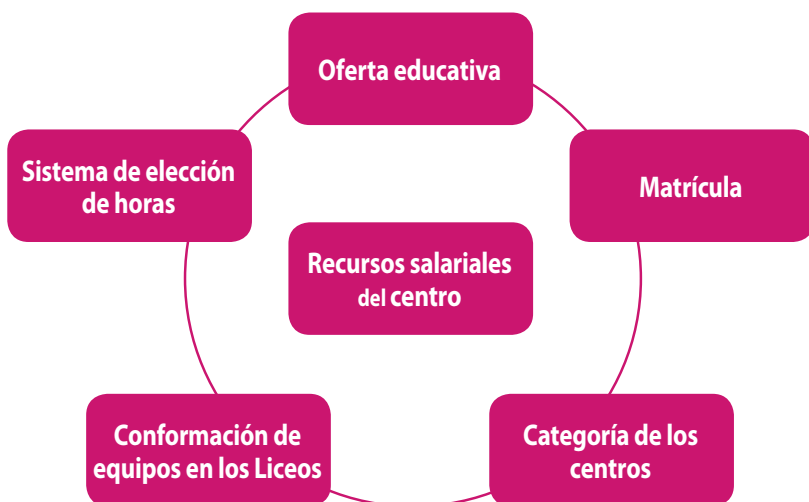 Oferta educativa
Sistema de elección
de horas
Matrícula
Recursos salariales
del centro
Conformación de
equipos en los Liceos
Categoría de los
centros